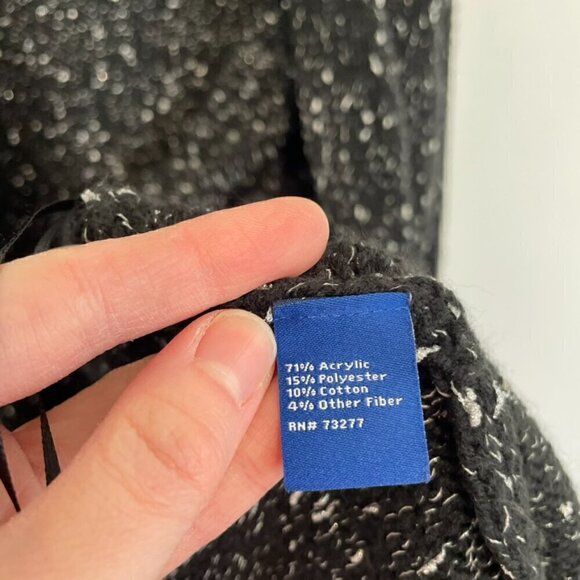 71% Acrylic
15% Polyester
10% Cotton
4% Other Fiber
RN# 73277